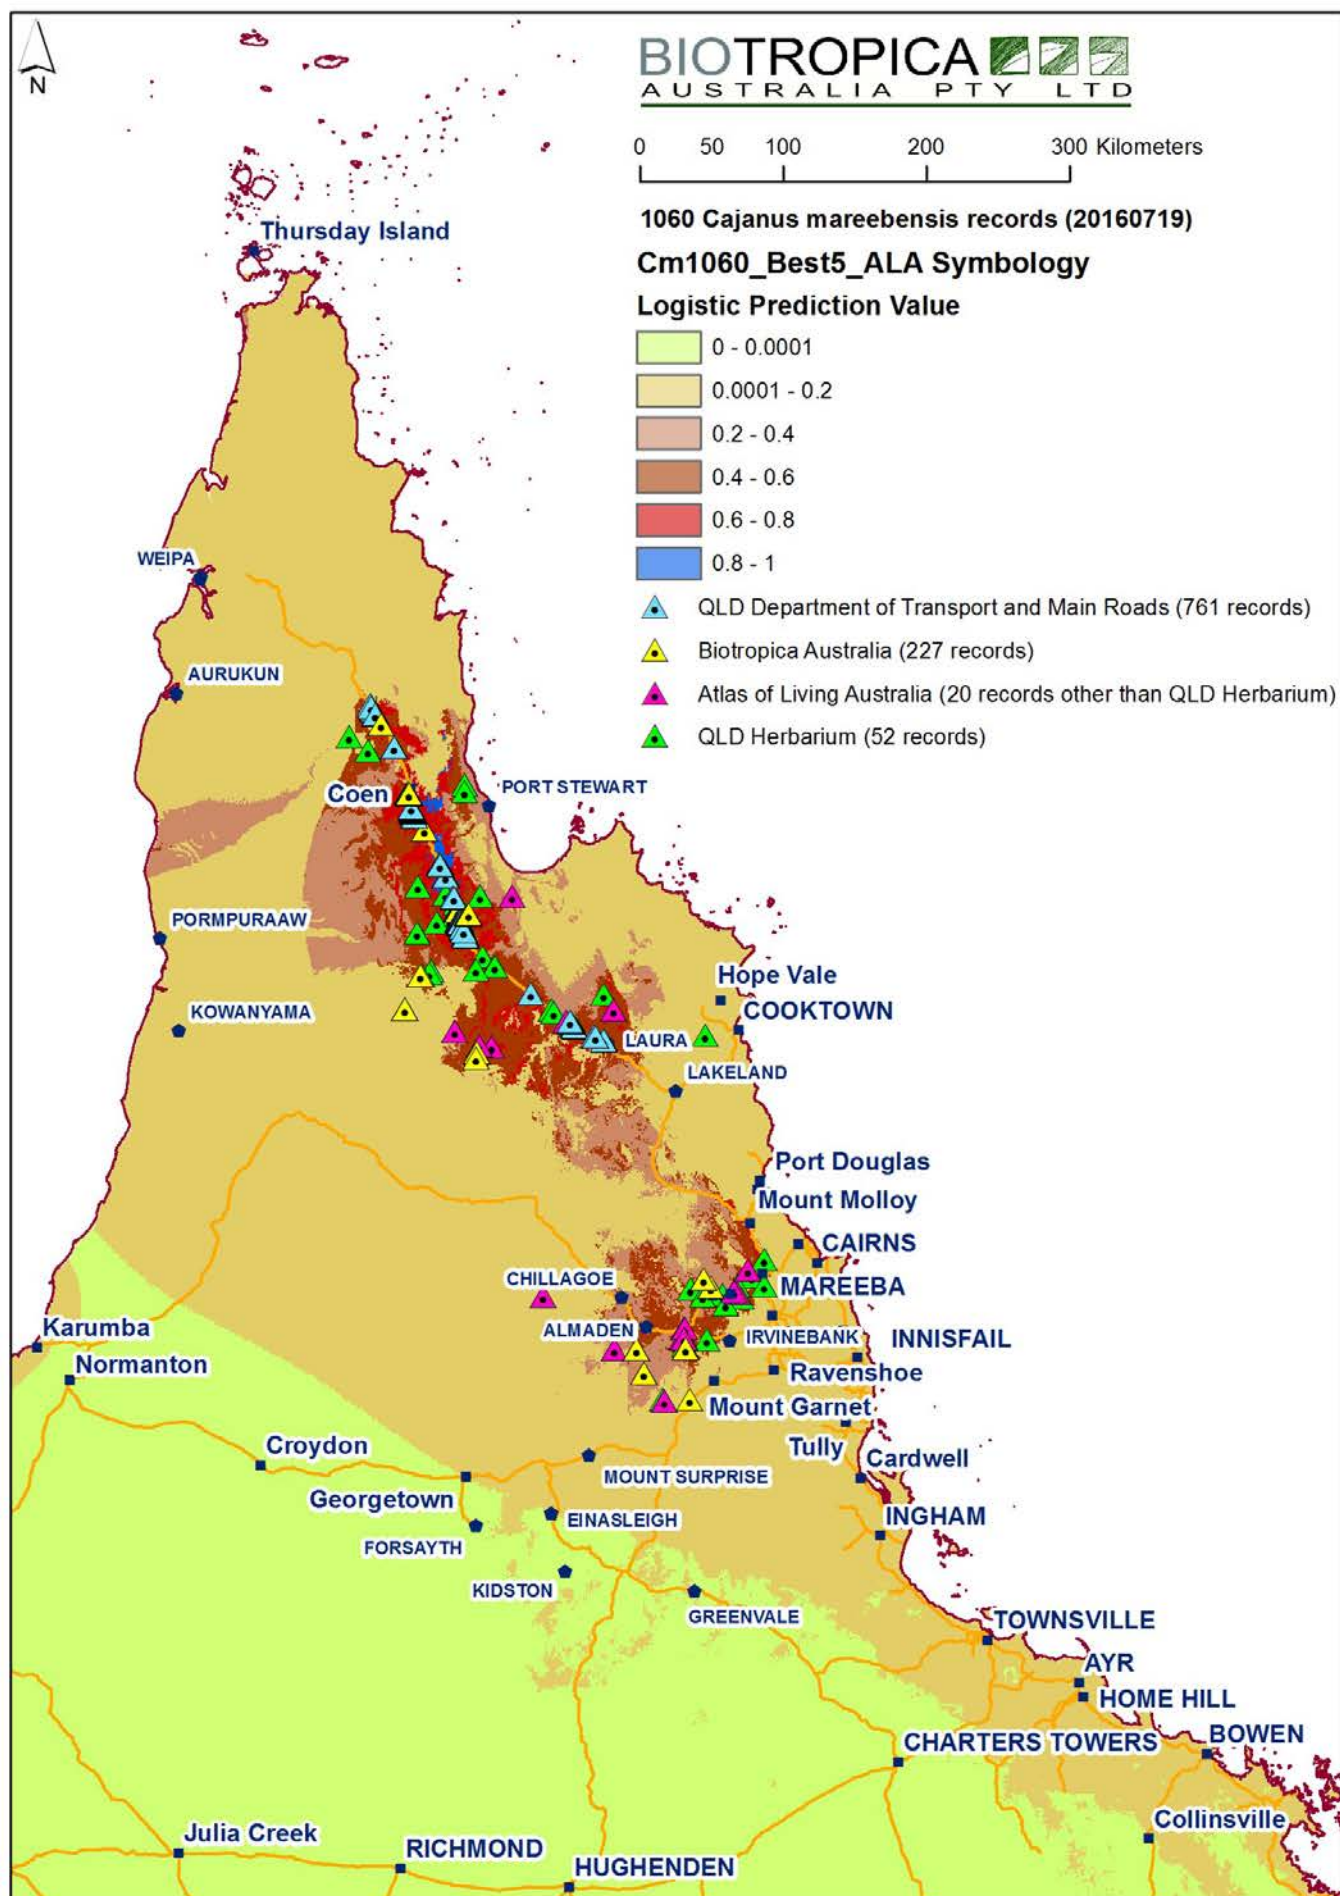 N
BIOTROPICA
AUSTRALIA PTY LTD
0 50 100 200 300 Kilometers
1060 Cajanus mareebensis records (20160719)
Cm1060_Best5_ALA Symbology
Logistic Prediction Value
0 - 0.0001
0.0001 - 0.2
0.2 - 0.4
0.4 - 0.6
0.6 - 0.8
0.8 - 1
QLD Department of Transport and Main Roads (761 records)
Biotropica Australia (227 records)
Atlas of Living Australia (20 records other than QLD Herbarium)
QLD Herbarium (52 records)
Thursday Island
WEIPA
AURUKUN
Coen
PORT STEWART
PORMPURAAW
Hope Vale
KOWANYAMA
COOKTOWN
LAURA
LAKELAND
Port Douglas
Mount Molloy
CAIRNS
CHILLAGOE
MAREEBA
Karumba
ALMADEN
IRVINEBANK
INNISFAIL
Normanton
Ravenshoe
Mount Garnet
Croydon
Tully
Cardwell
MOUNT SURPRISE
Georgetown
EINASLEIGH
INGHAM
FORSAYTH
KIDSTON
GREENVALE
TOWNSVILLE
AYR
HOME HILL
BOWEN
CHARTERS TOWERS
Collinsville
Julia Creek
RICHMOND
HUGHENDEN